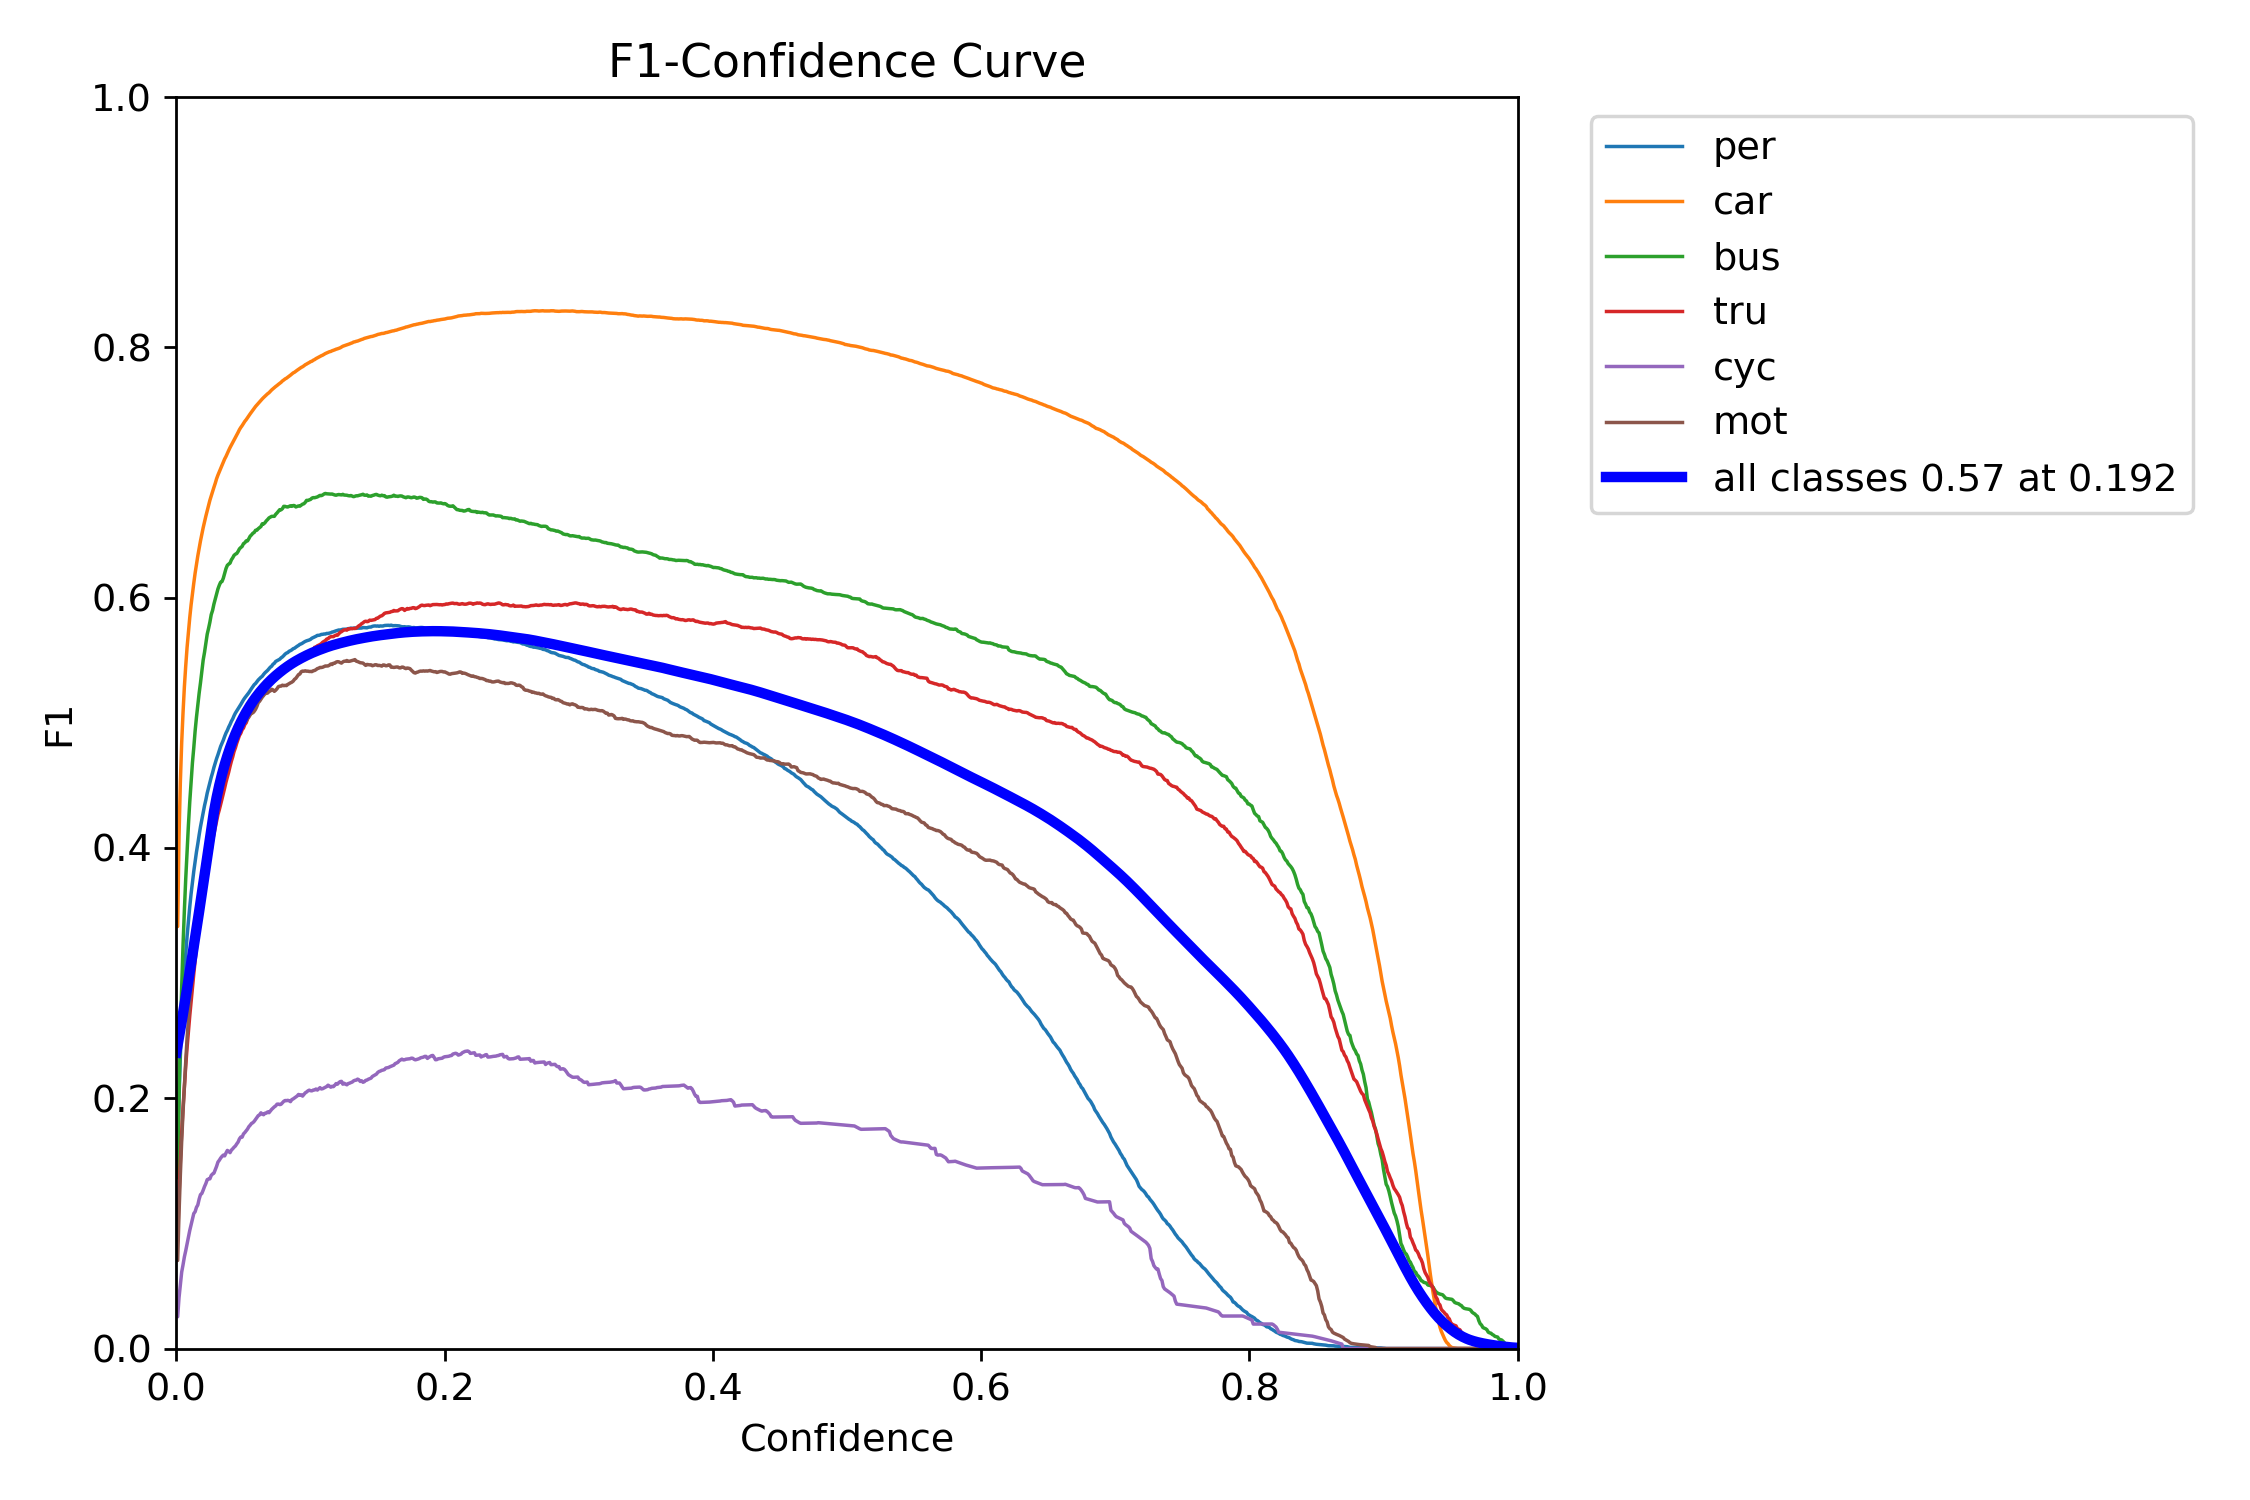 F1-Confidence Curve
1.0
0.8
0.6
0.4
0.2
0.0
F1
0.0 0.2 0.4 0.6 0.8 1.0
Confidence
per
car
bus
tru
cyc
mot
all classes 0.57 at 0.192